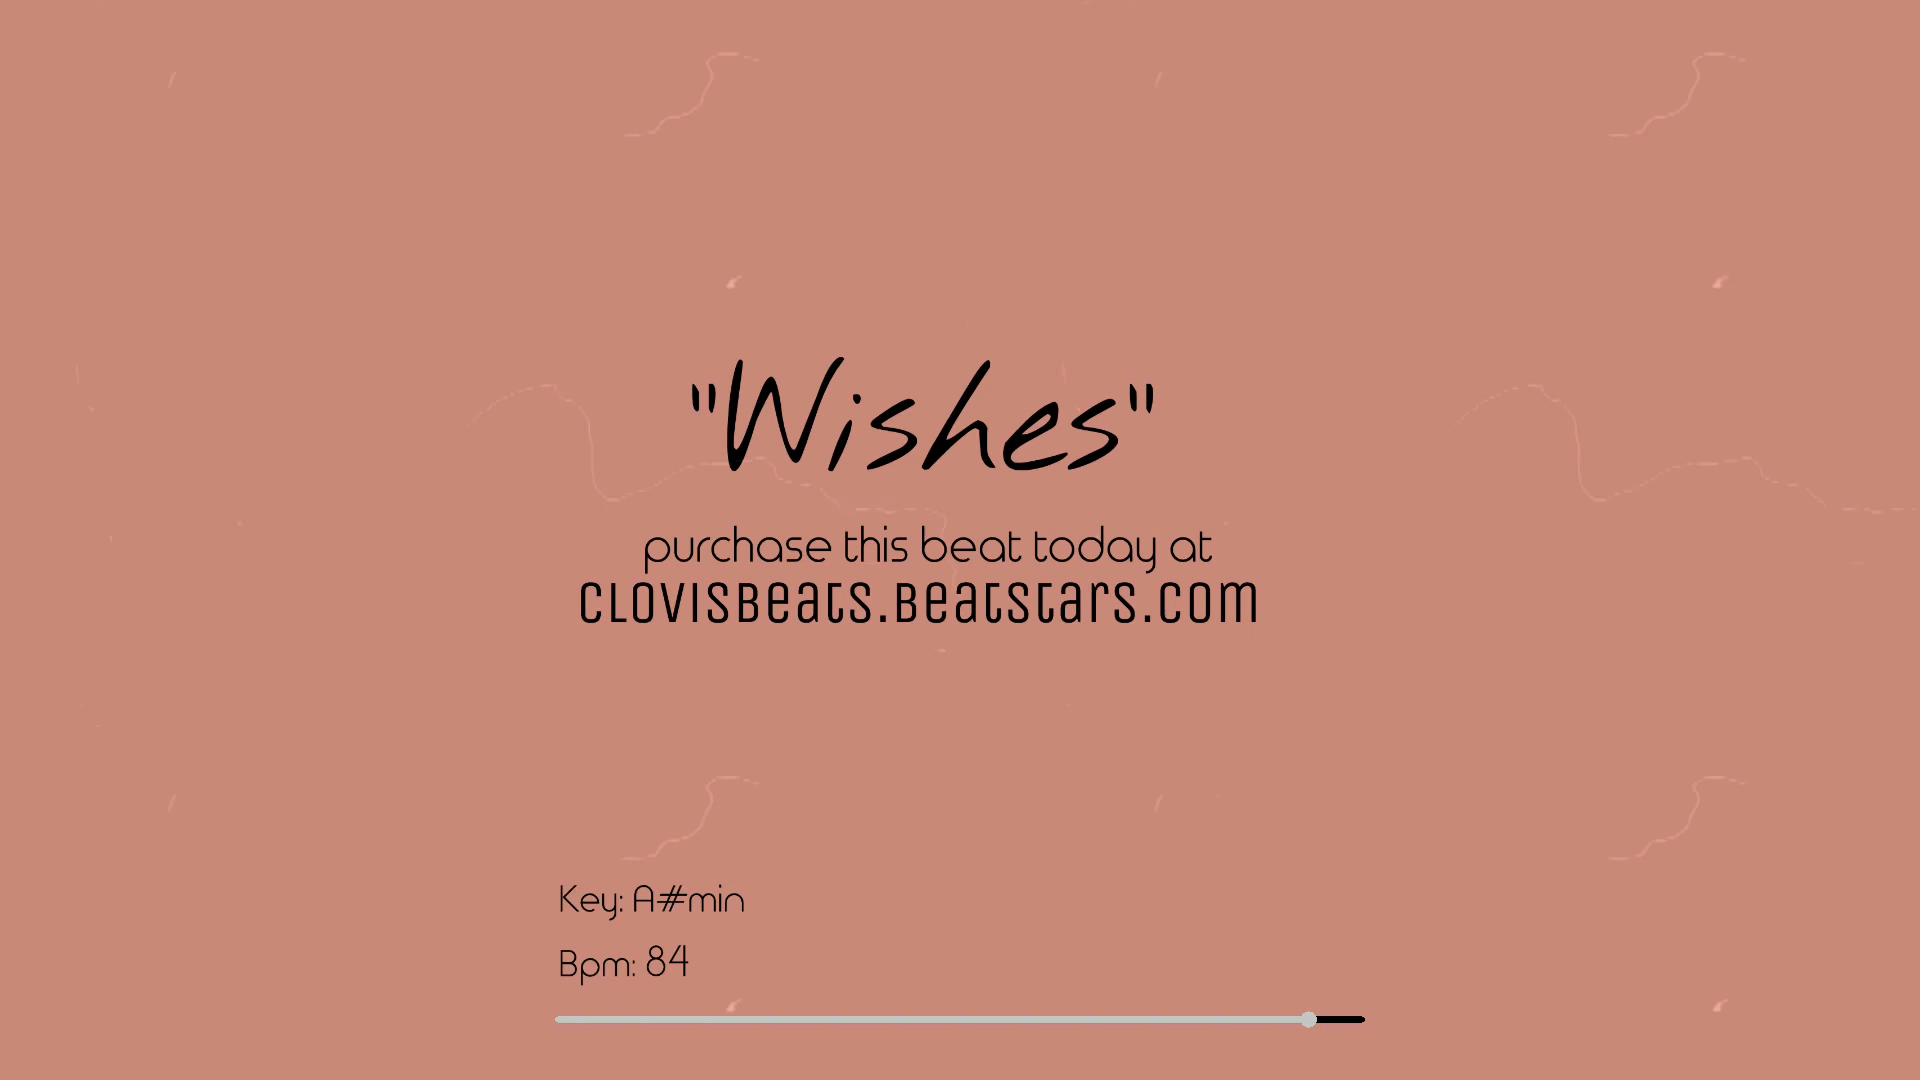 "Wishes"
purchase this beat today at
CLOVISBeats.Beatstars.com
Key: A#min
Bpm: 84